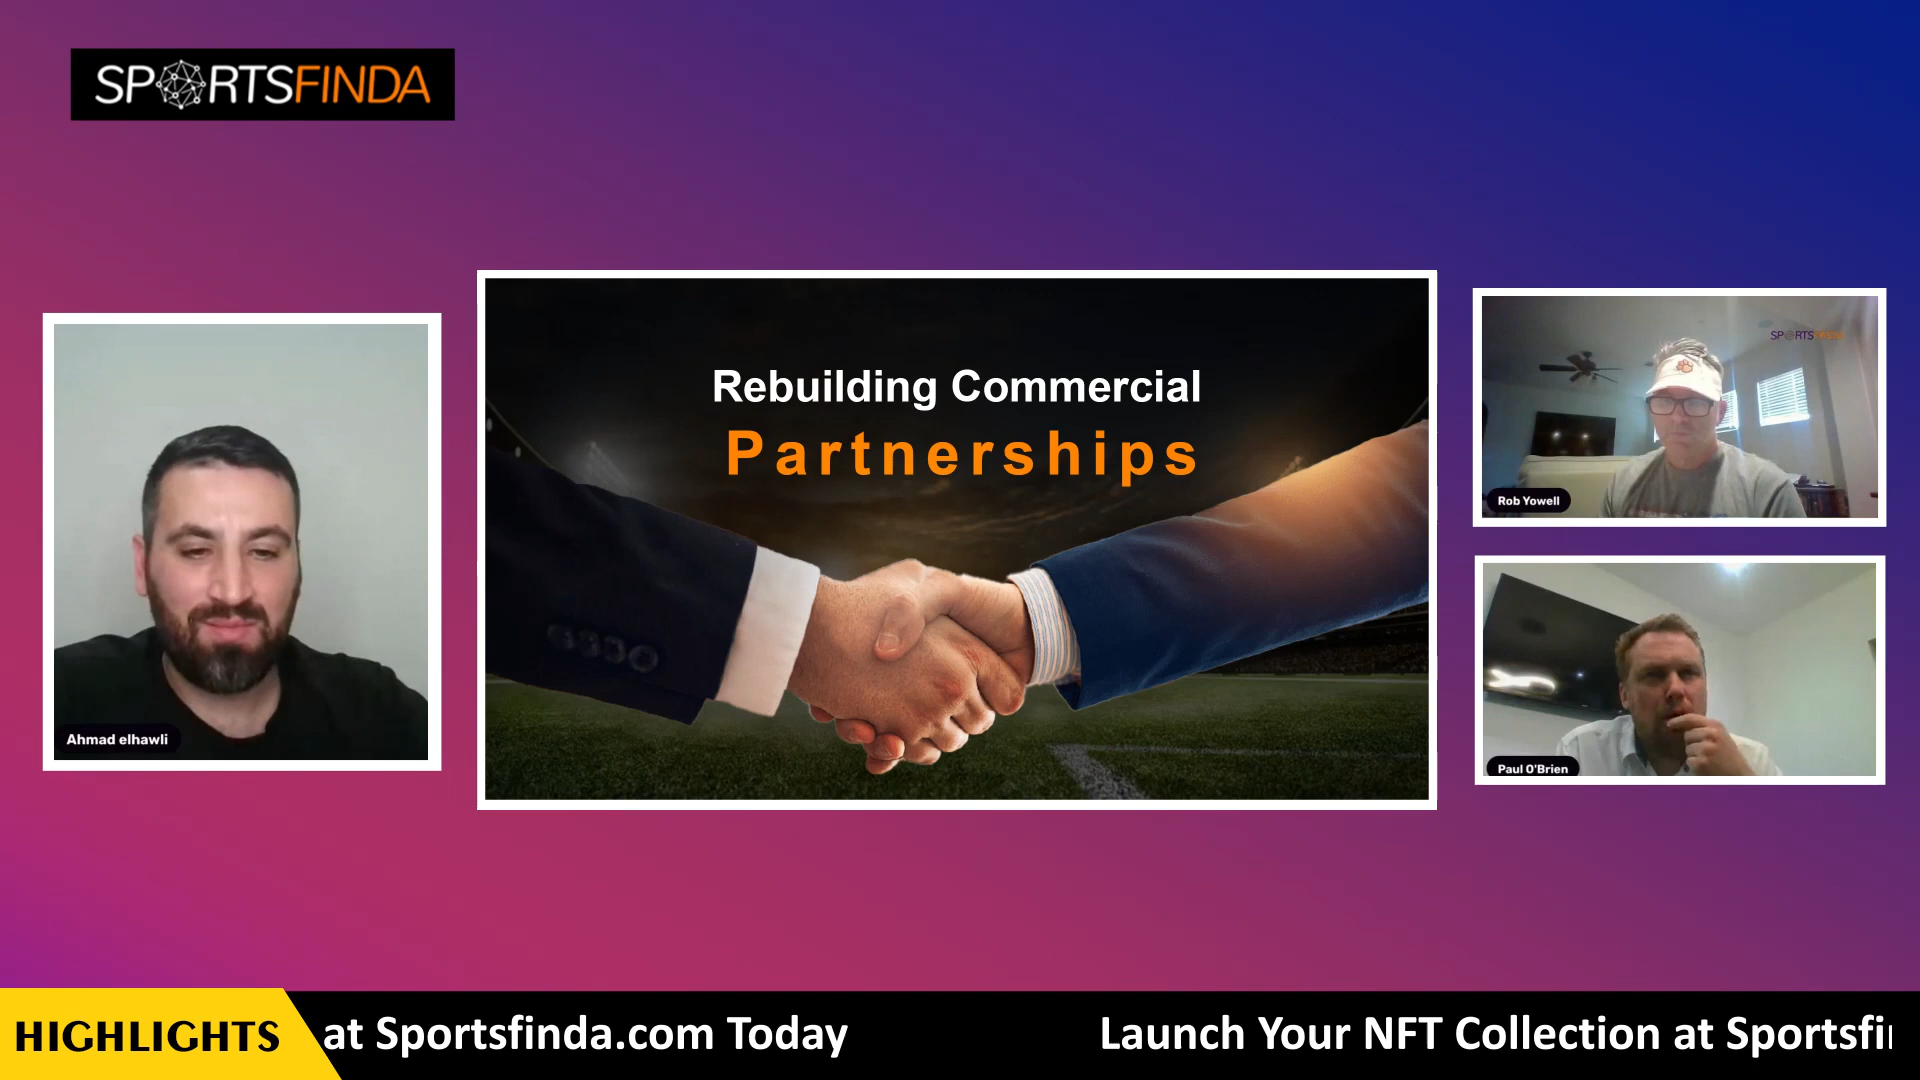 SPORTSFINDA
Rebuilding Commercial
Partnerships
Ahmad elhawli
SPORTS
Rob Yowell
Paul O'Brien
HIGHLIGHTS
at Sportsfinda.com Today
Launch Your NFT Collection at Sportsfi